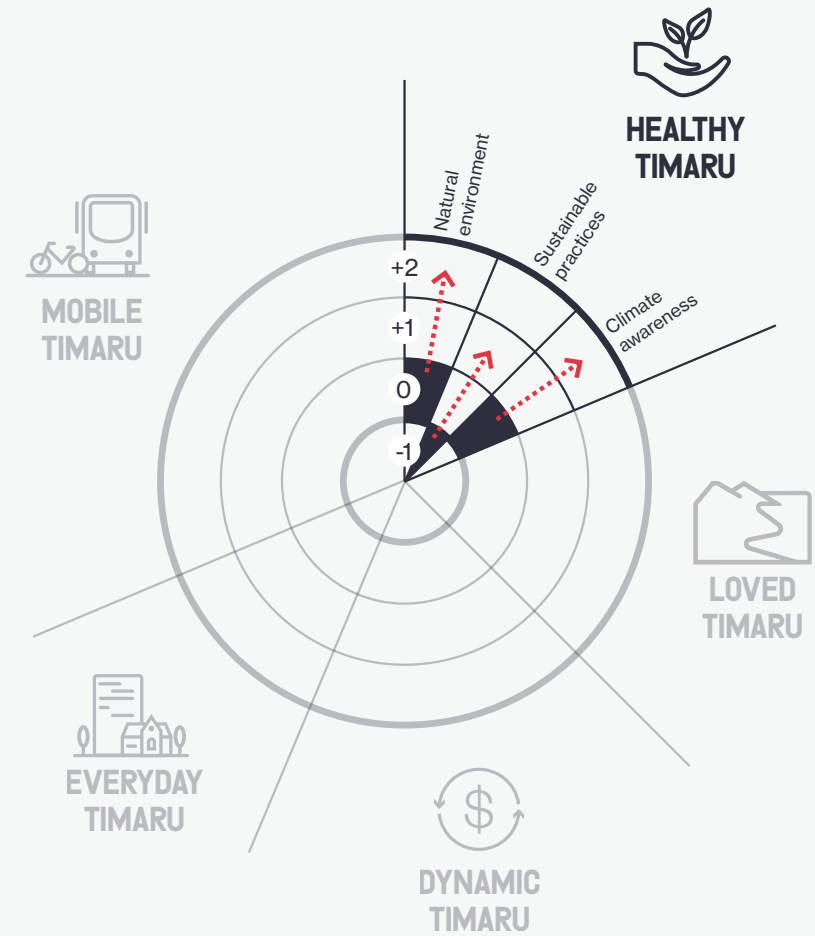 HEALTHY
TIMARU
Natural
environment
Sustainable
practices
Climate
awareness
+2
+1
0
-1
MOBILE
TIMARU
LOVED
TIMARU
EVERYDAY
TIMARU
$
DYNAMIC
TIMARU